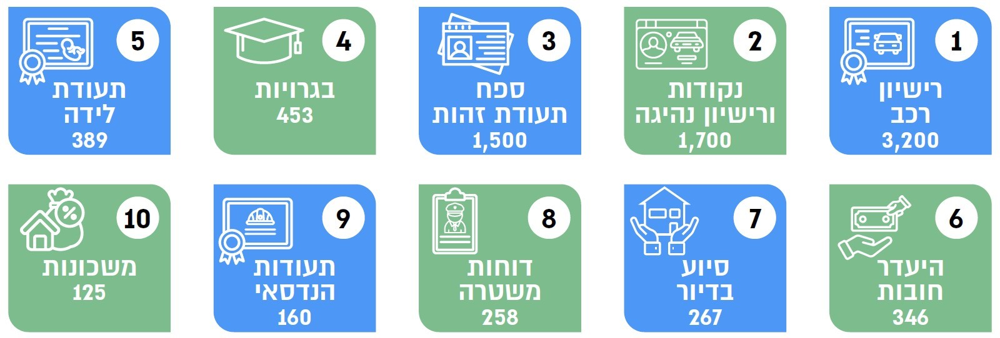 1
רישיון
רכב
3,200
2
נקודות
ורישיון נהיגה
1,700
3
ספח
תעודת זהות
1,500
4
בגרויות
453
5
תעודת
לידה
389
6
היעדר
חובות
346
7
סיוע
בדיור
267
8
דוחות
משטרה
258
9
תעודות
הנדסאי
160
10
משכונות
125